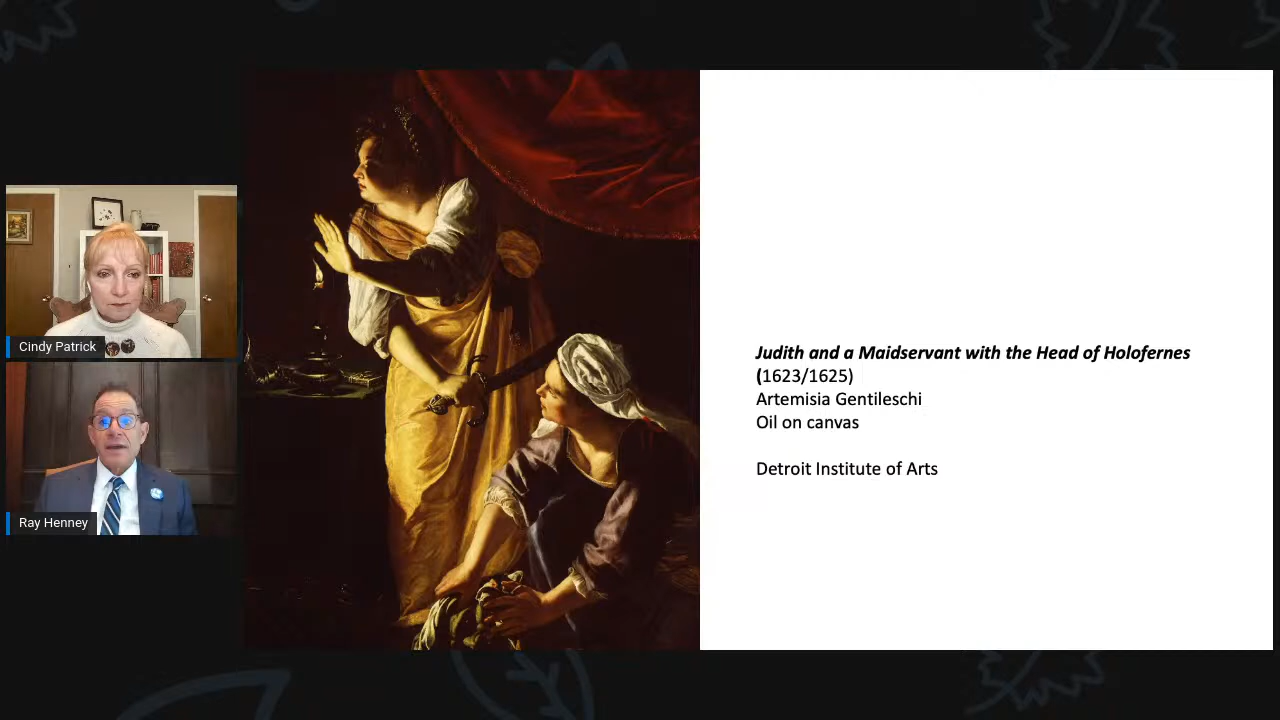 Cindy Patrick
Ray Henney
Judith and a Maidservant with the Head of Holofernes
(1623/1625)
Artemisia Gentileschi
Oil on canvas
Detroit Institute of Arts